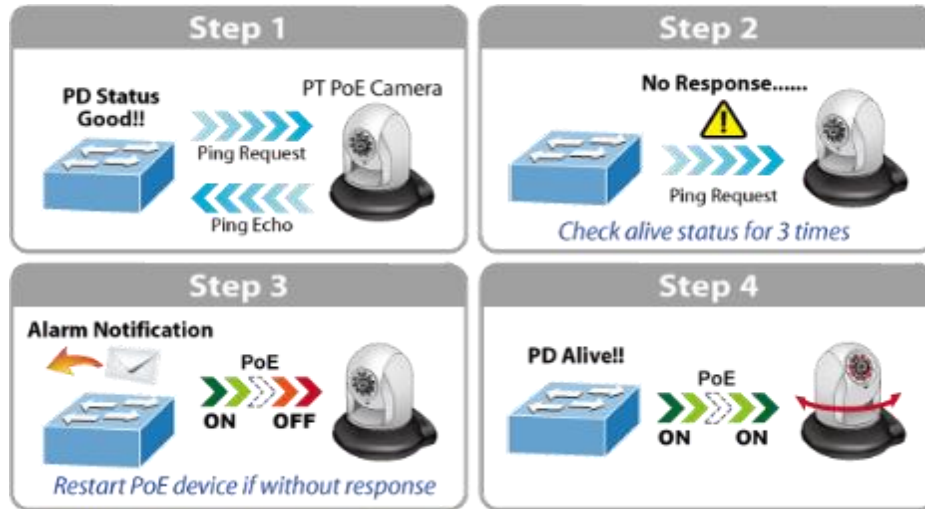 Step 1
PD Status
Good!!
PT PoE Camera
Ping Request
Ping Echo
Step 2
No Response......
Ping Request
Check alive status for 3 times
Step 3
Alarm Notification
PoE
ON OFF
Restart PoE device if without response
Step 4
PD Alive!!
PoE
ON ON